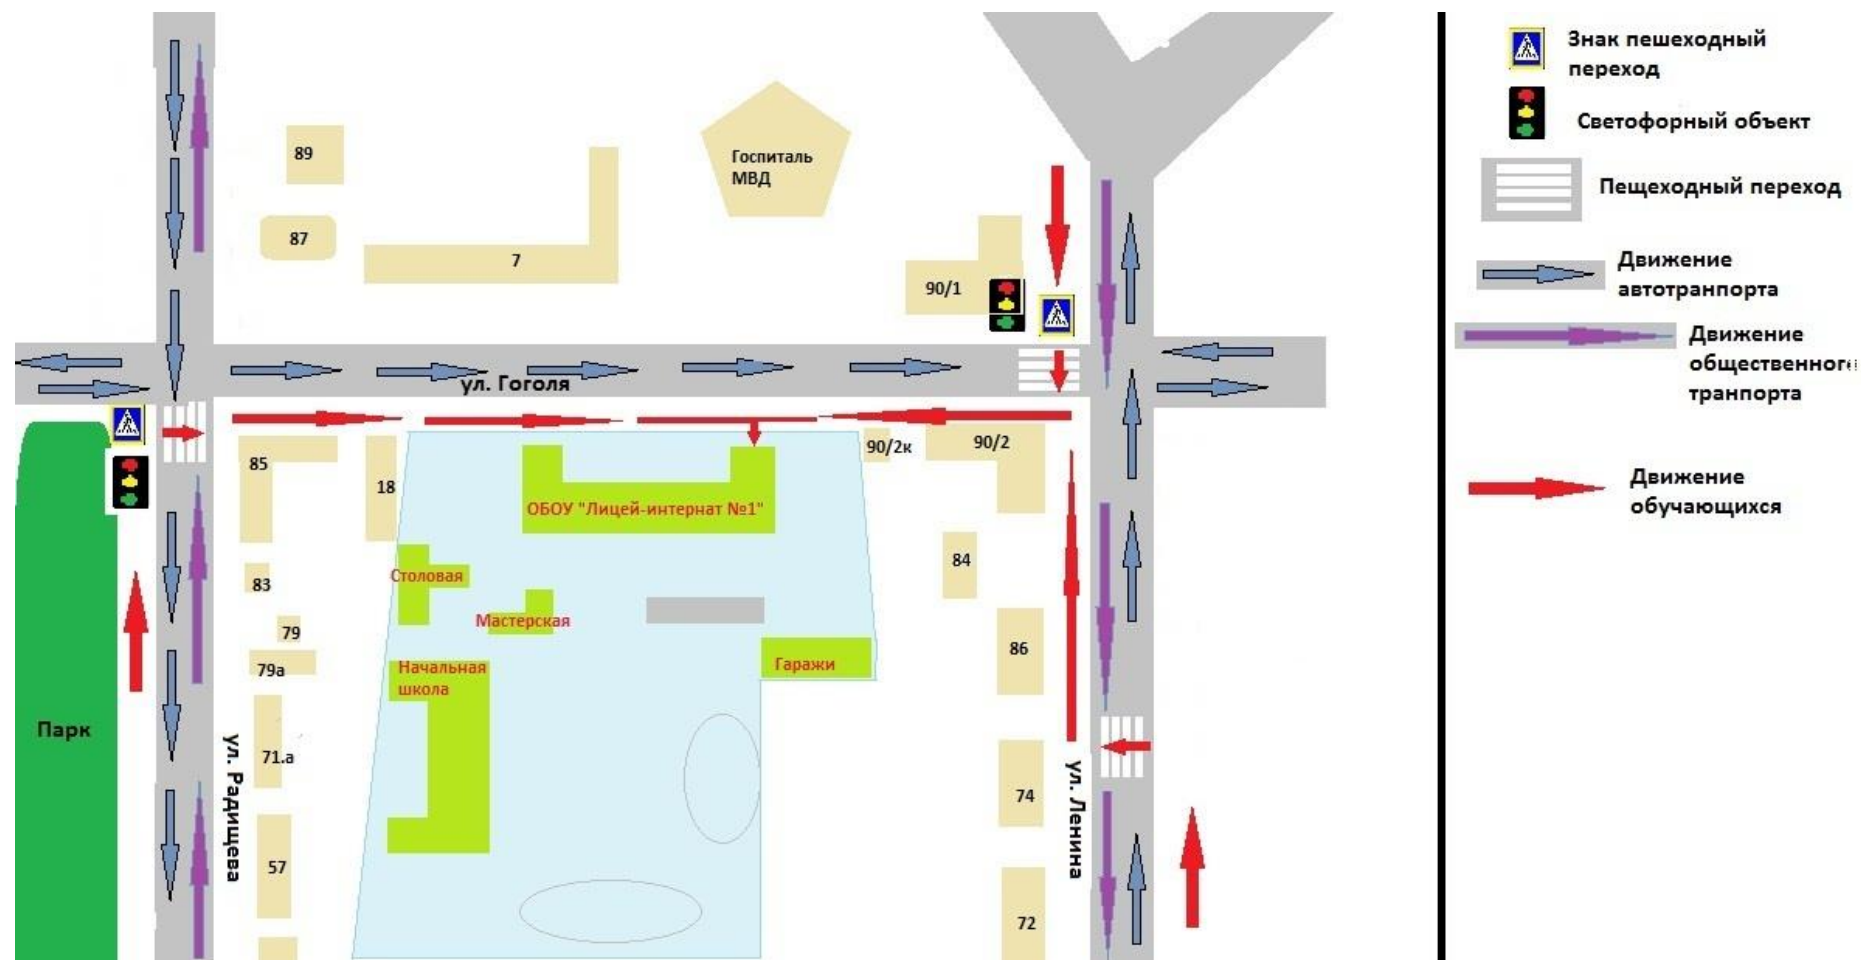 89
87
7
Госпиталь
МВД
90/1
ул. Гоголя
85
18
90/2к
90/2
ОБОУ "Лицей-интернат №1"
83
Столовая
84
79
Мастерская
79а
Начальная
школа
Гаражи
86
Парк
71.а
ул. Радищева
74
ул. Ленина
57
72
Знак пешеходный
переход
Светофорный объект
Пещеходный переход
Движение
автотранпорта
Движение
общественного
транпорта
Движение
обучающихся